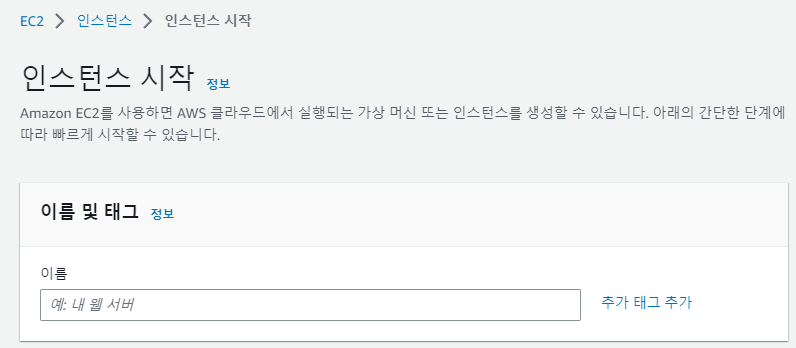 EC2 > 인스턴스 > 인스턴스 시작
인스턴스 시작 정보
Amazon EC2를 사용하면 AWS 클라우드에서 실행되는 가상 머신 또는 인스턴스를 생성할 수 있습니다. 아래의 간단한 단계에
따라 빠르게 시작할 수 있습니다.
이름 및 태그 정보
이름
예: 내 웹 서버 추가 태그 추가